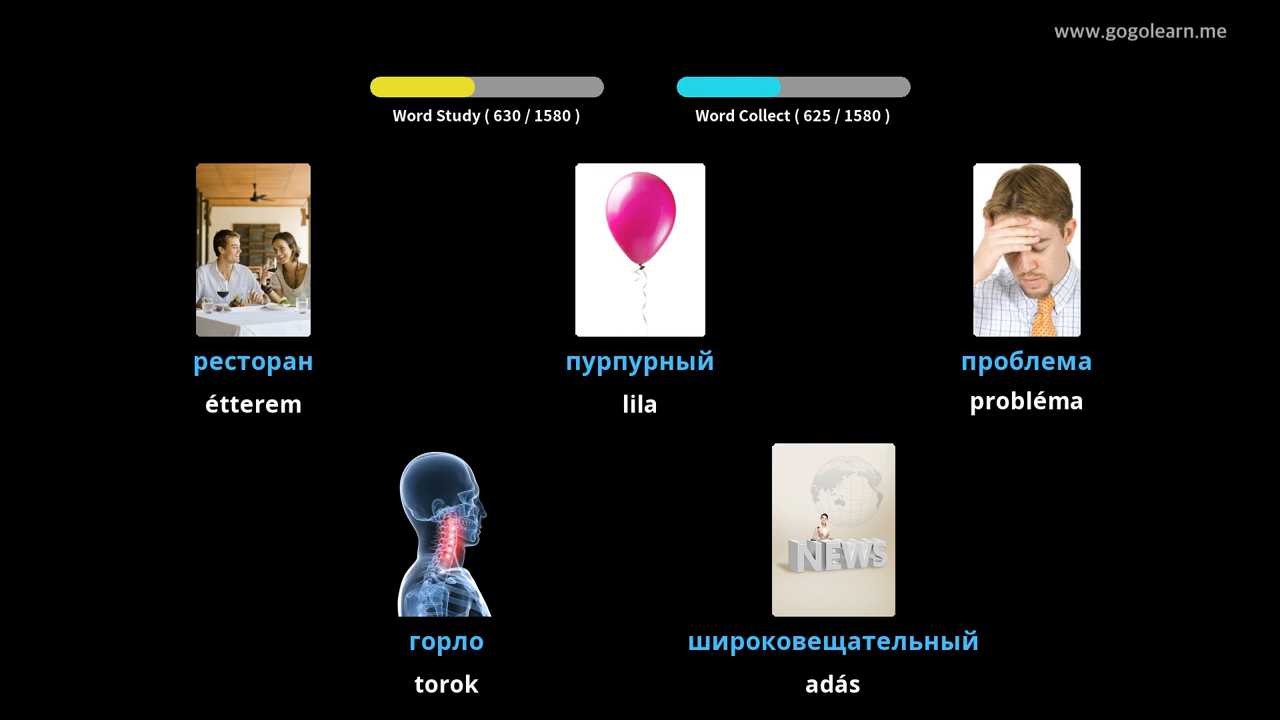 www.gogolearn.me
Word Study ( 630 / 1580 )
Word Collect ( 625 / 1580 )
ресторан
étterem
пурпурный
lila
проблема
probléma
горло
torok
NEWS
широковещательный
adás